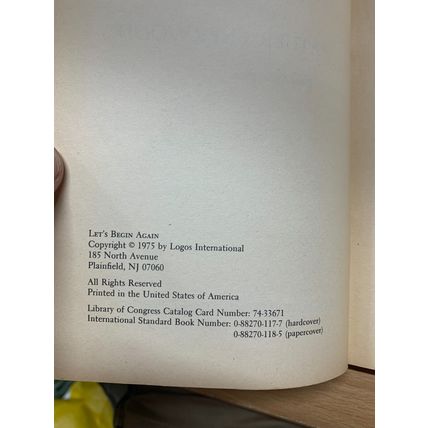 LET'S BEGIN AGAIN
Copyright © 1975 by Logos International
185 North Avenue
Plainfield, NJ 07060
All Rights Reserved
Printed in the United States of America
Library of Congress Catalog Card Number: 74-33671
International Standard Book Number: 0-88270-117-7 (hardcover)
0-88270-118-5 (papercover)